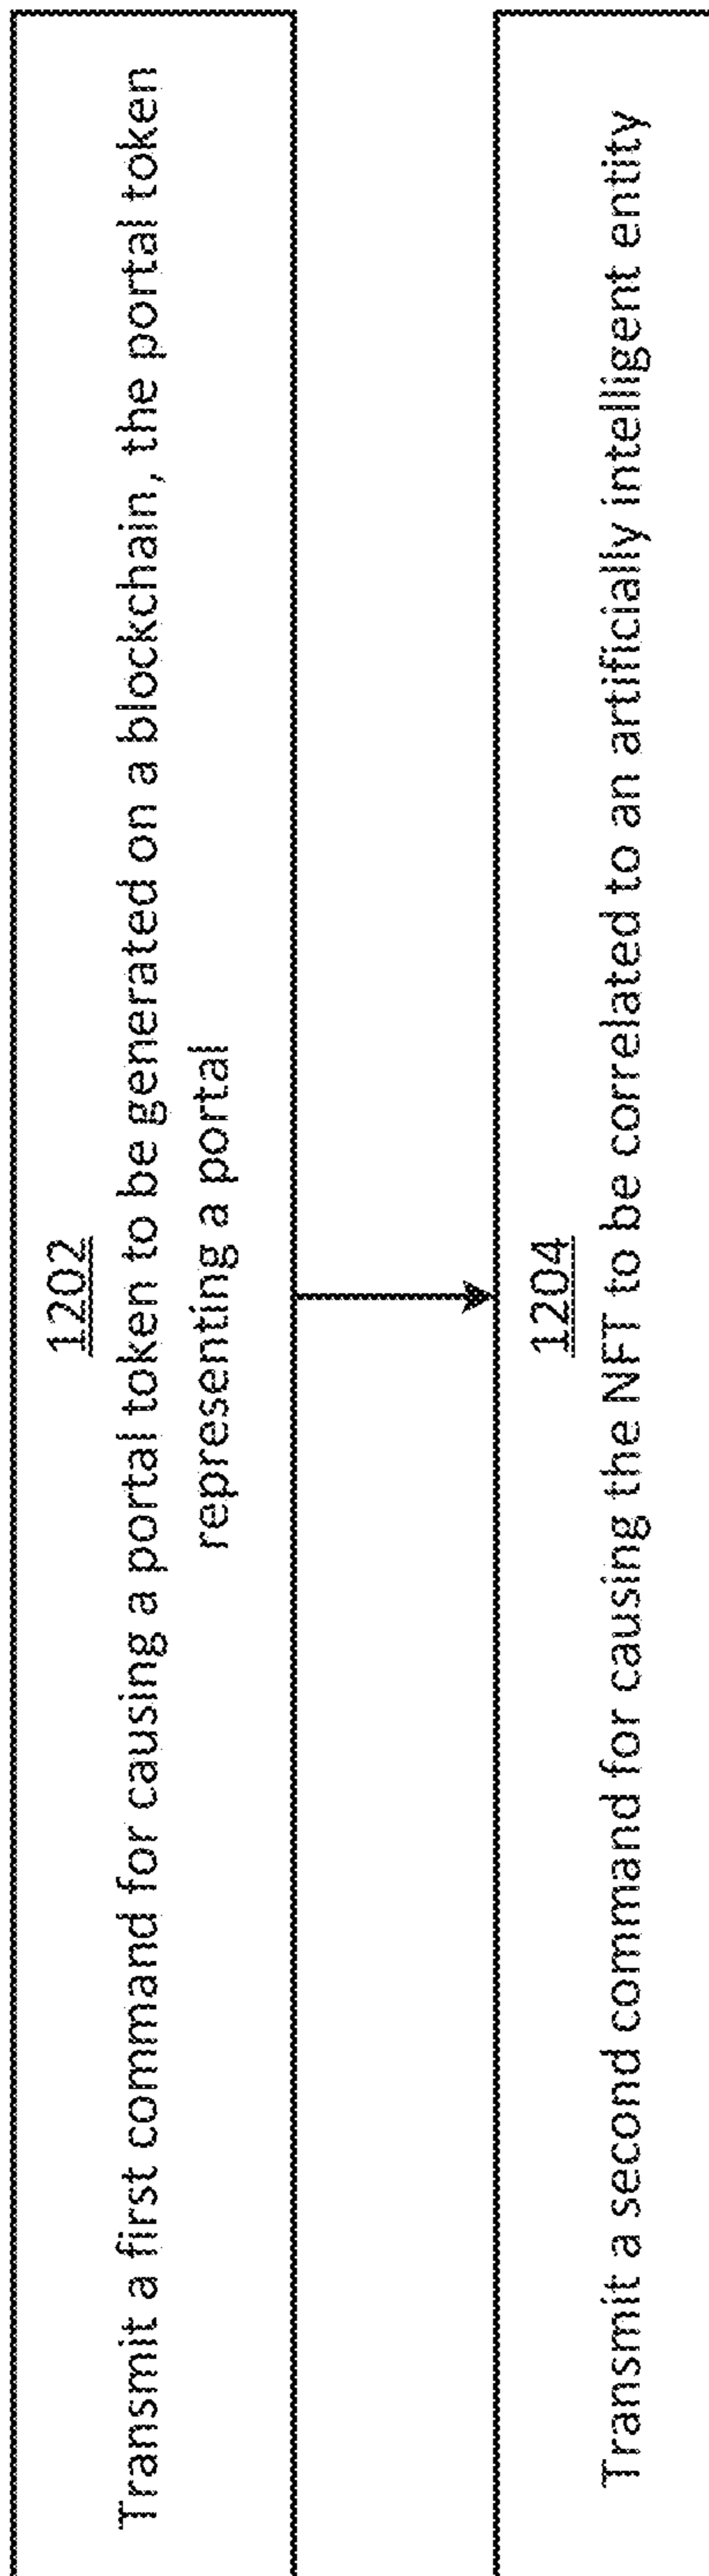 1202
Transmit a first command for causing a portal token to be generated on a blockchain, the portal token
representing a portal
1204
Transmit a second command for causing the NFT to be correlated to an artificially intelligent entity